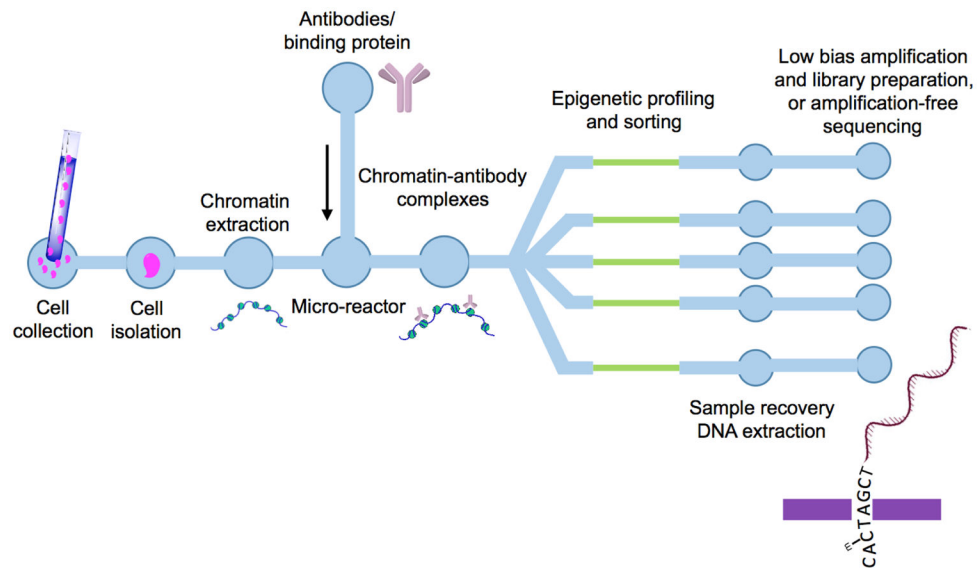 Antibodies/
binding protein
Low bias amplification
and library preparation,
or amplification-free
sequencing
Epigenetic profiling
and sorting
Chromatin-antibody
complexes
Chromatin
extraction
Cell
collection
Cell
isolation
Micro-reactor
Sample recovery
DNA extraction
CACTAGCT
E